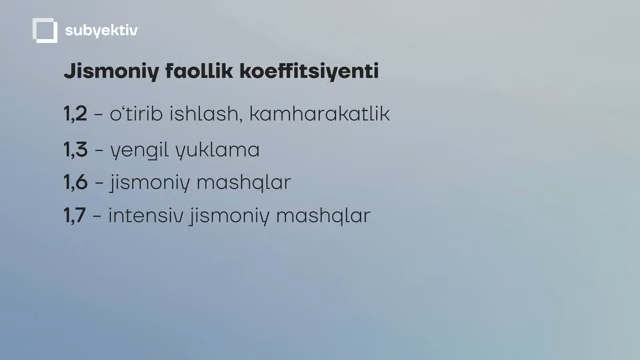 subyektiv
Jismoniy faollik koeffitsiyenti
1,2 – o‘tirib ishlash, kamharakatlik
1,3 – yengil yuklama
1,6 – jismoniy mashqlar
1,7 – intensiv jismoniy mashqlar